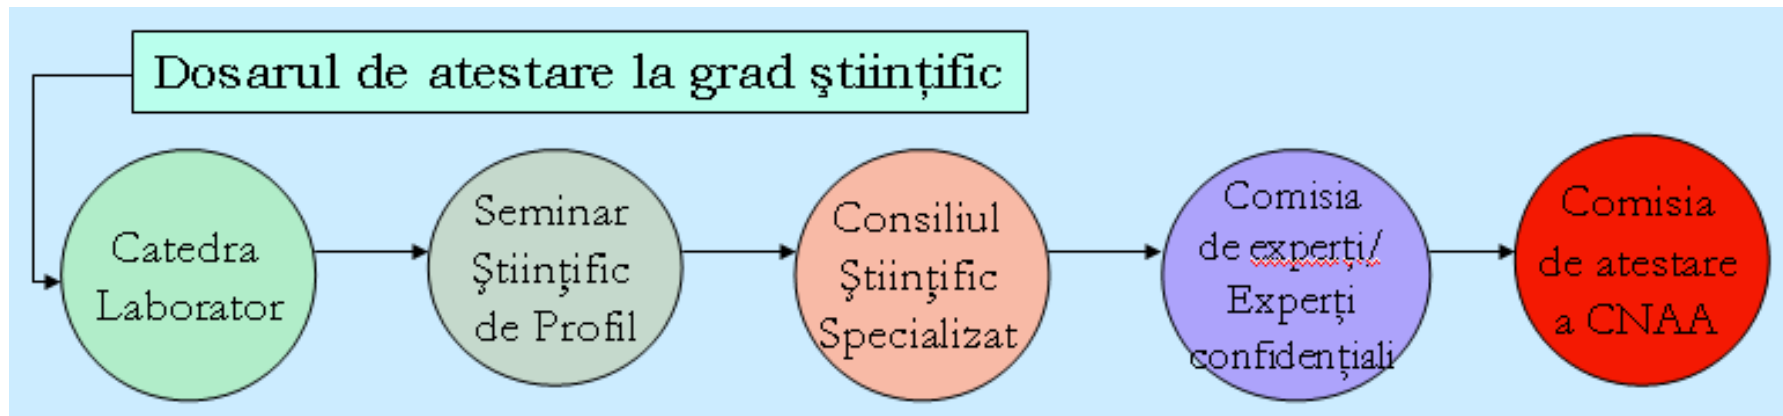 Dosarul de atestare la grad ştiinţific
Catedra
Laborator
Seminar
Ştiinţific
de Profil
Consiliul
Ştiinţific
Specializat
Comisia
de experţi/
Experţi
confidenţiali
Comisia
de atestare
a CNAA